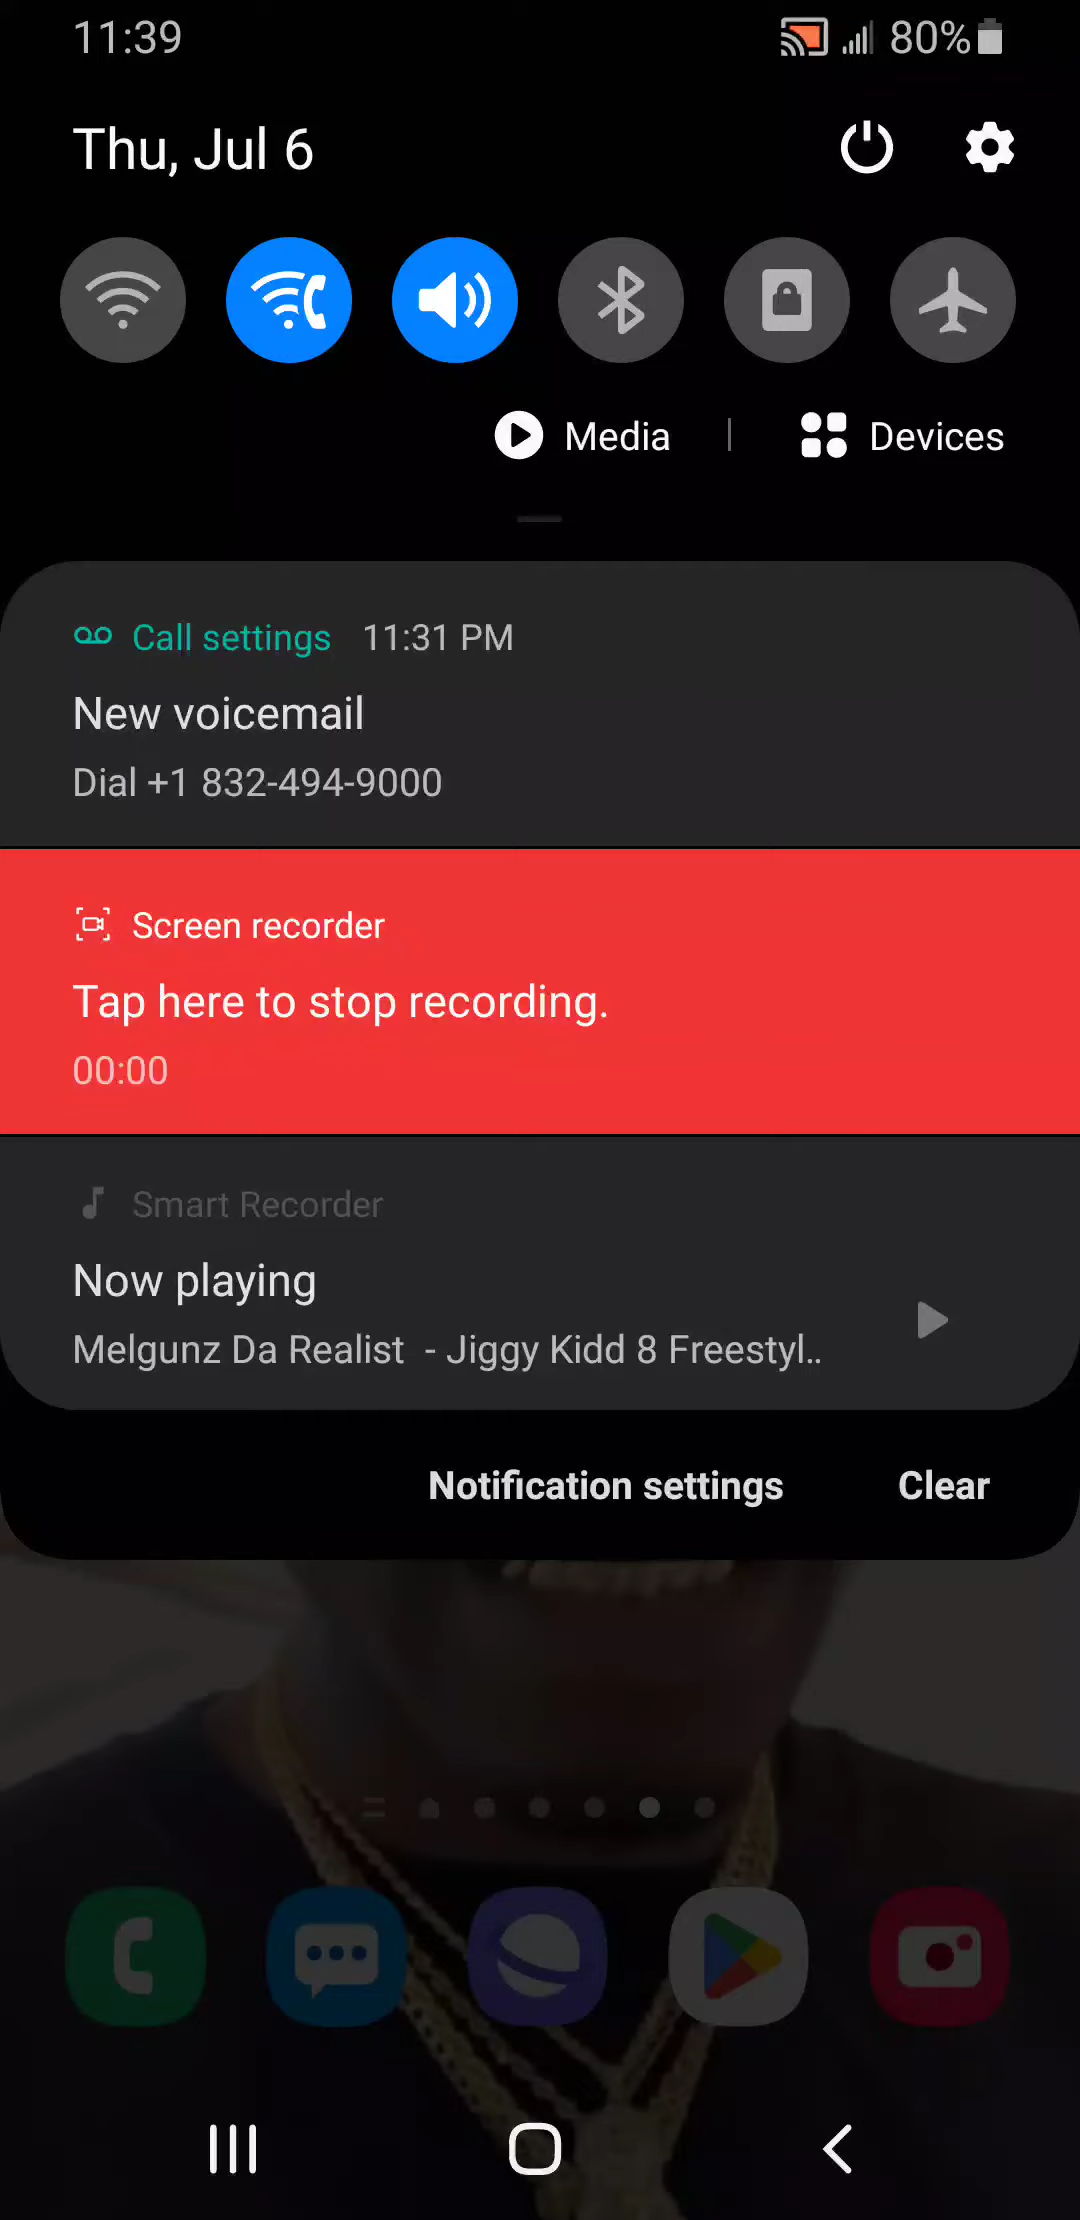 11:39 80%
Thu, Jul 6
Media | Devices
Call settings 11:31 PM
New voicemail
Dial +1 832-494-9000
Screen recorder
Tap here to stop recording.
00:00
Smart Recorder
Now playing
Melgunz Da Realist - Jiggy Kidd 8 Freestyl..
Notification settings Clear